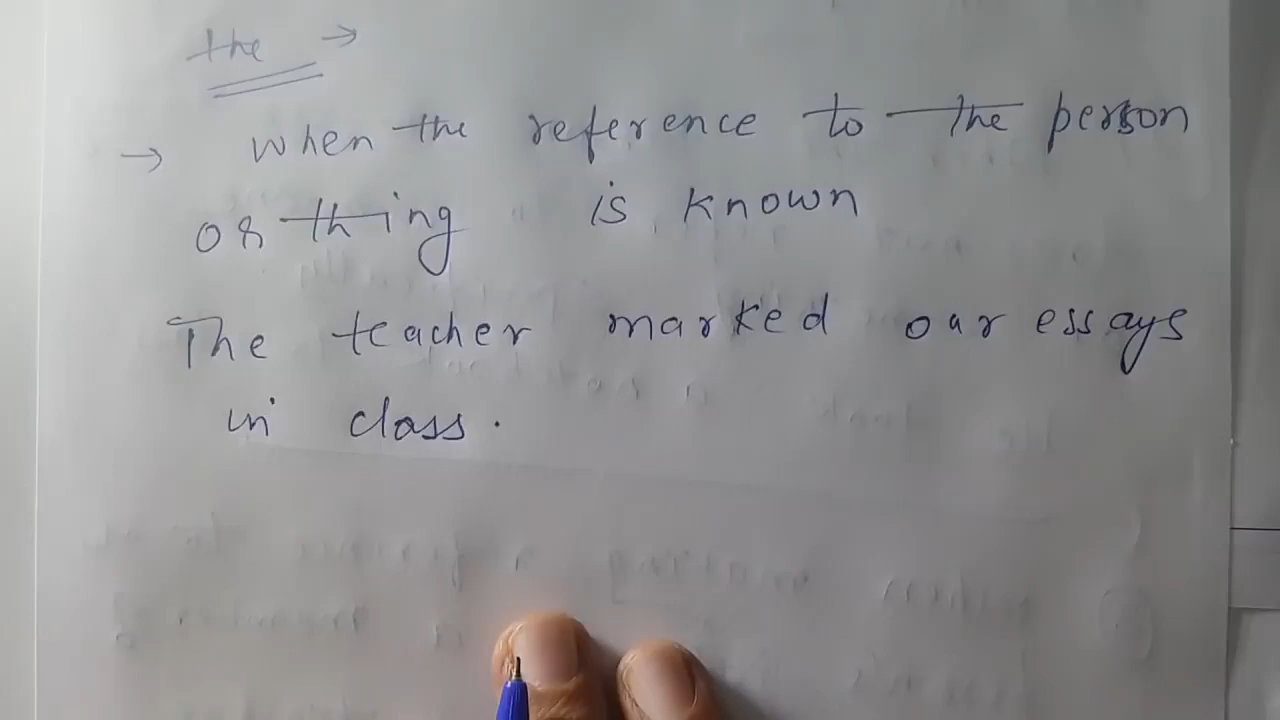 the →
→ When the reference to the person
or thing is known
The teacher marked our essays
in class.